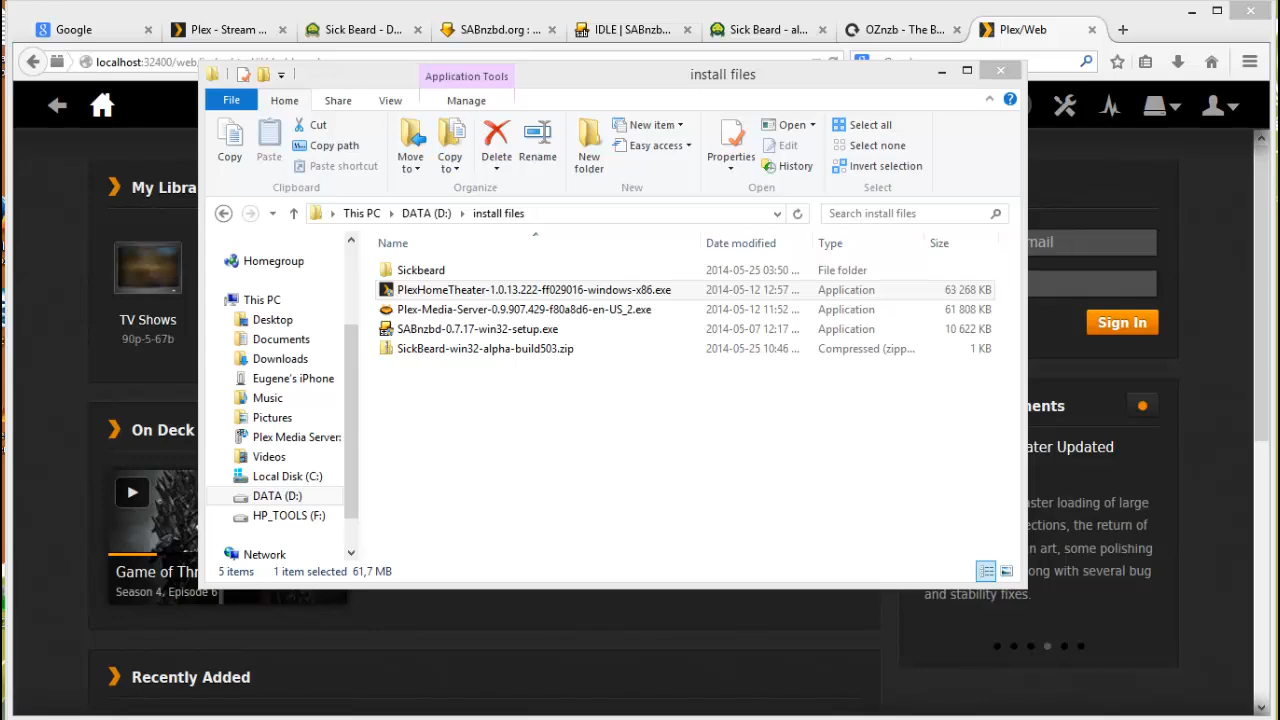 Google
Plex - Stream ...
Sick Beard - D...
SABnzbd.org : ...
IDLE | SABnzb...
Sick Beard - al...
OZnzb - The B...
Plex/Web
localhost:32400/web
Application Tools
install files
File
Home
Share
View
Manage
Copy
Paste
Cut
Copy path
Paste shortcut
Clipboard
Move to
Copy to
Delete
Rename
Organize
New folder
New item
Easy access
New
Properties
Open
Edit
History
Open
Select all
Select none
Invert selection
Select
This PC
DATA (D:)
install files
Search install files
Name
Date modified
Type
Size
Sickbeard
2014-05-25 03:50 ...
File folder
PlexHomeTheater-1.0.13.222-ff029016-windows-x86.exe
2014-05-12 12:57 ...
Application
63 268 KB
Plex-Media-Server-0.9.907.429-f80a8d6-en-US_2.exe
2014-05-12 11:52 ...
Application
61 808 KB
SABnzbd-0.7.17-win32-setup.exe
2014-05-07 12:17 ...
Application
10 622 KB
SickBeard-win32-alpha-build503.zip
2014-05-25 10:46 ...
Compressed (zipp...
1 KB
Homegroup
This PC
Desktop
Documents
Downloads
Eugene's iPhone
Music
Pictures
Plex Media Server:
Videos
Local Disk (C:)
DATA (D:)
HP_TOOLS (F:)
Network
5 items
1 item selected
61,7 MB
My Libra
TV Shows
90p-5-67b
On Deck
Game of Thr
Season 4, Episode 6
Recently Added
mail
Sign In
ments
ater Updated
aster loading of large
ections, the return of
n art, some polishing
long with several bug
and stability fixes.